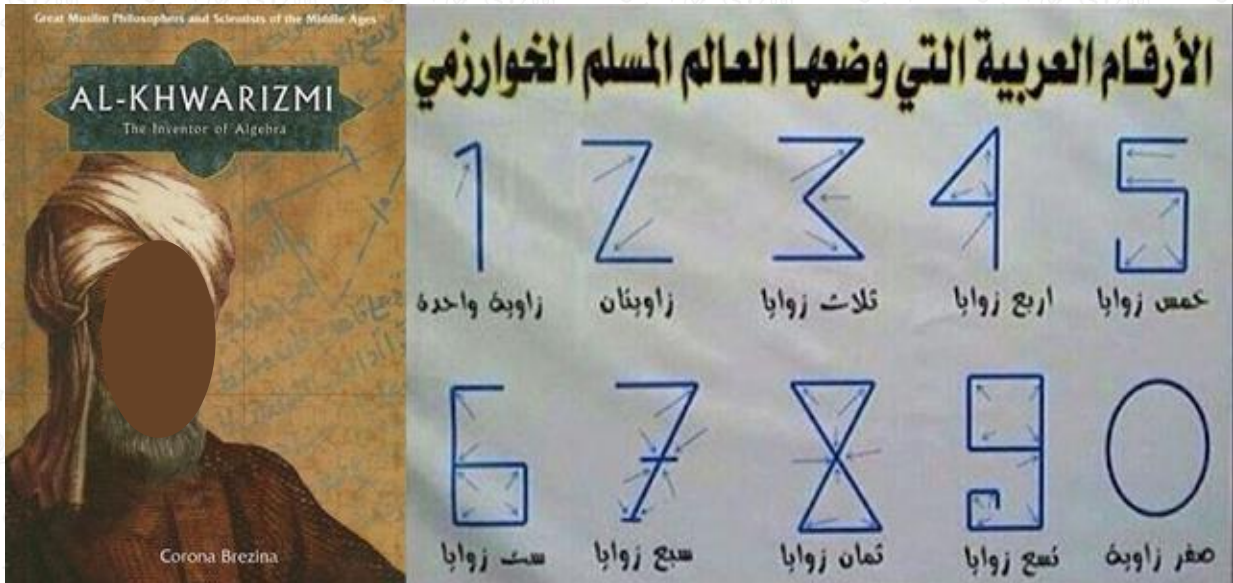 Great Muslim Philosophers and Scientists of the Middle Ages
AL-KHWARIZMI
The Inventor of Algebra
Corona Brezina
الأرقام العربية التي وضعها العالم المسلم الخوارزمي
1 2 3 4 5
زاوية واحدة زاويتان ثلاث زوايا اربع زوايا خمس زوايا
6 7 8 9 0
ست زوايا سبع زوايا ثمان زوايا تسع زوايا صفر زاوية